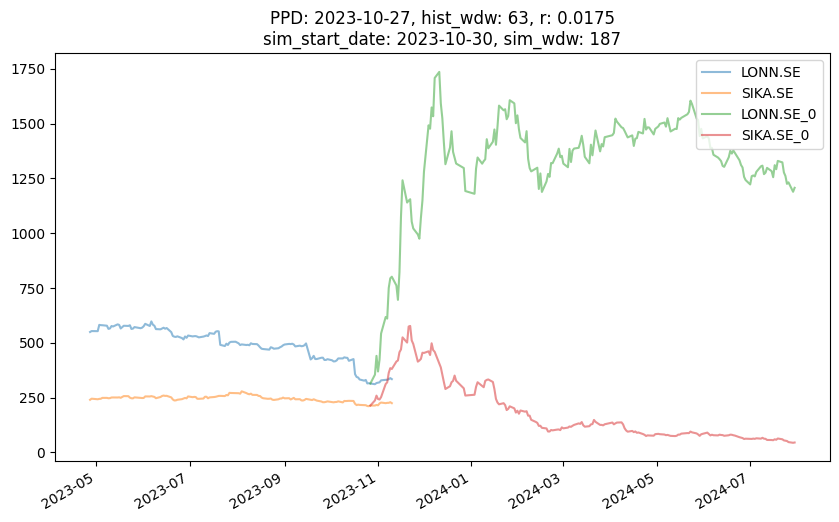 PPD: 2023-10-27, hist_wdw: 63, r: 0.0175
sim_start_date: 2023-10-30, sim_wdw: 187
LONN.SE
SIKA.SE
LONN.SE_0
SIKA.SE_0
1750
1500
1250
1000
750
500
250
0
2023-05
2023-07
2023-09
2023-11
2024-01
2024-03
2024-05
2024-07